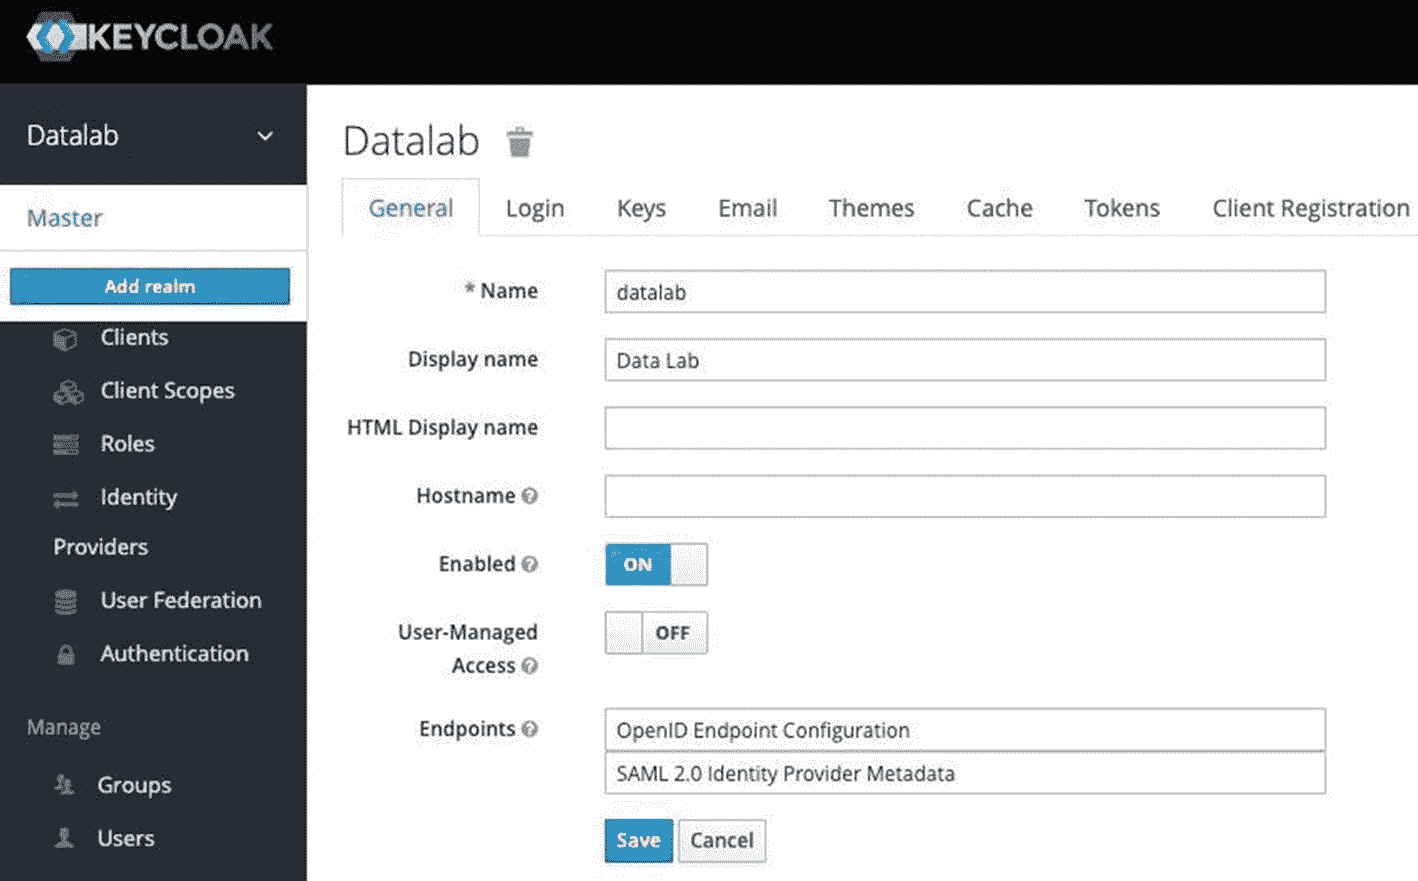 KEYCLOAK
Datalab
Master
Add realm
Clients
Client Scopes
Roles
Identity
Providers
User Federation
Authentication
Manage
Groups
Users
Datalab
General Login Keys Email Themes Cache Tokens Client Registration
* Name datalab
Display name Data Lab
HTML Display name
Hostname
Enabled ON
User-Managed OFF
Access
Endpoints OpenID Endpoint Configuration
SAML 2.0 Identity Provider Metadata
Save Cancel